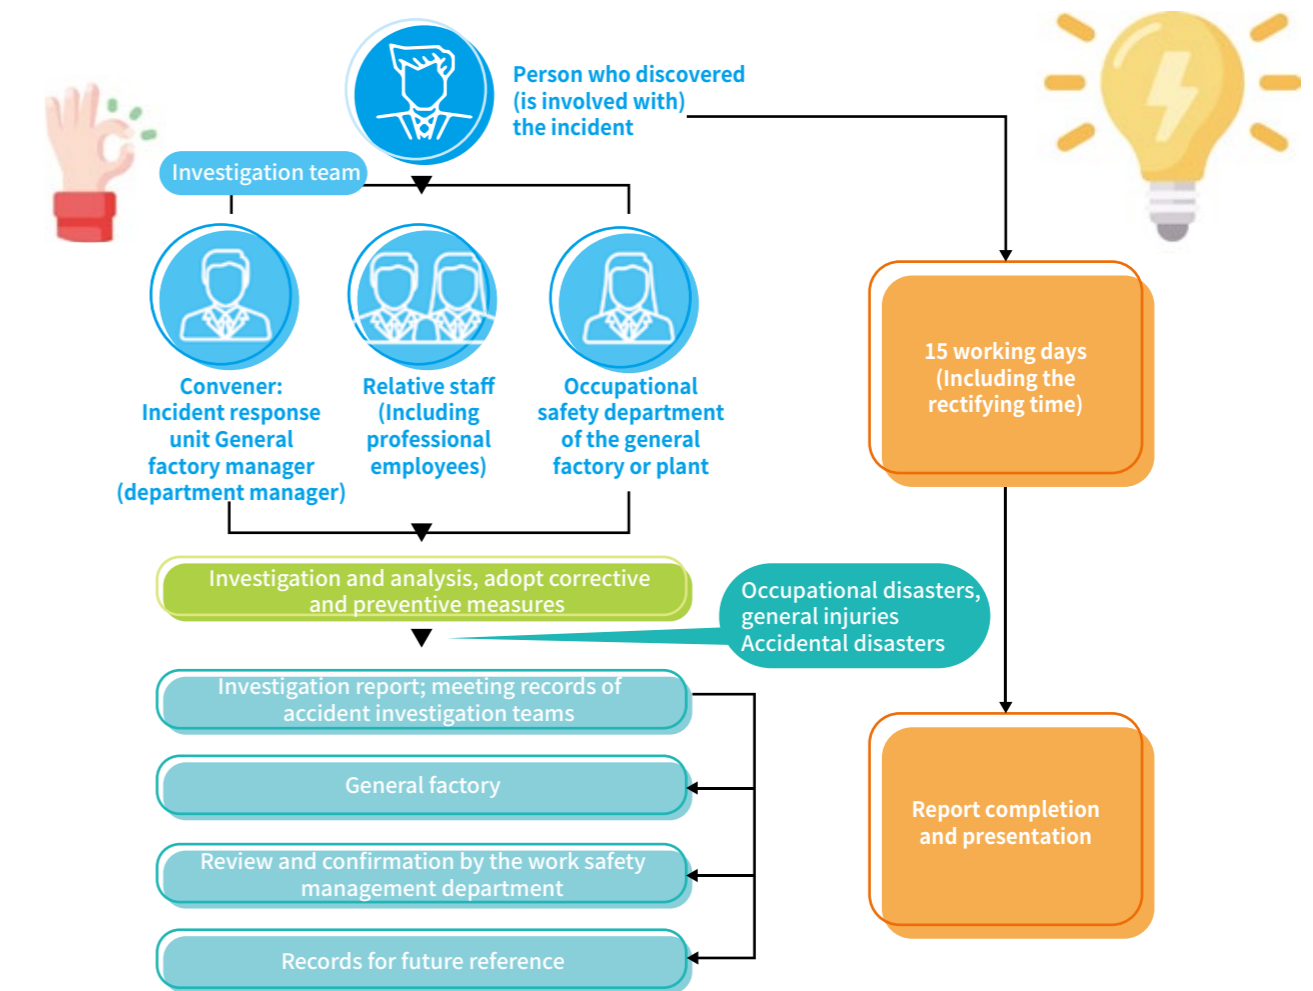 Person who discovered
(is involved with)
the incident
Investigation team
Convener:
Incident response
unit General
factory manager
(department manager)
Relative staff
(Including
professional
employees)
Occupational
safety department
of the general
factory or plant
15 working days
(Including the
rectifying time)
Investigation and analysis, adopt corrective
and preventive measures
Occupational disasters,
general injuries
Accidental disasters
Investigation report; meeting records of
accident investigation teams
General factory
Review and confirmation by the work safety
management department
Records for future reference
Report completion
and presentation